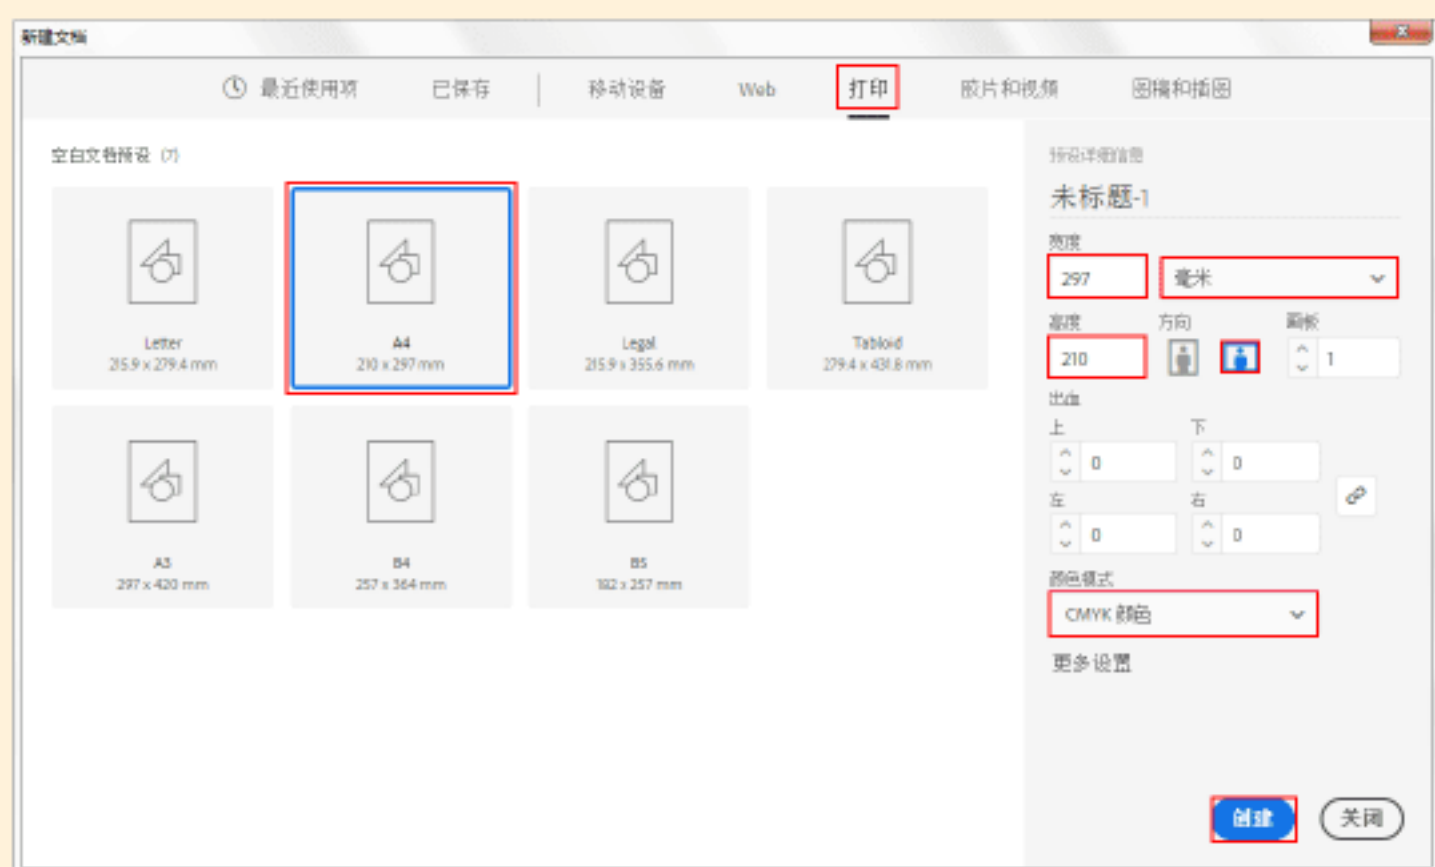 新建文档
最近使用项 已保存 移动设备 Web 打印 胶片和视频 图稿和插图
空白文档预设 (7)
Letter
215.9 x 279.4 mm
A4
210 x 297 mm
Legal
215.9 x 355.6 mm
Tabloid
279.4 x 431.8 mm
A3
297 x 420 mm
B4
257 x 364 mm
B5
182 x 257 mm
预设详细信息
未标题-1
宽度
297 毫米
高度 方向 画板
210 1
出血
上 下
0 0
左 右
0 0
颜色模式
CMYK 颜色
更多设置
创建 关闭